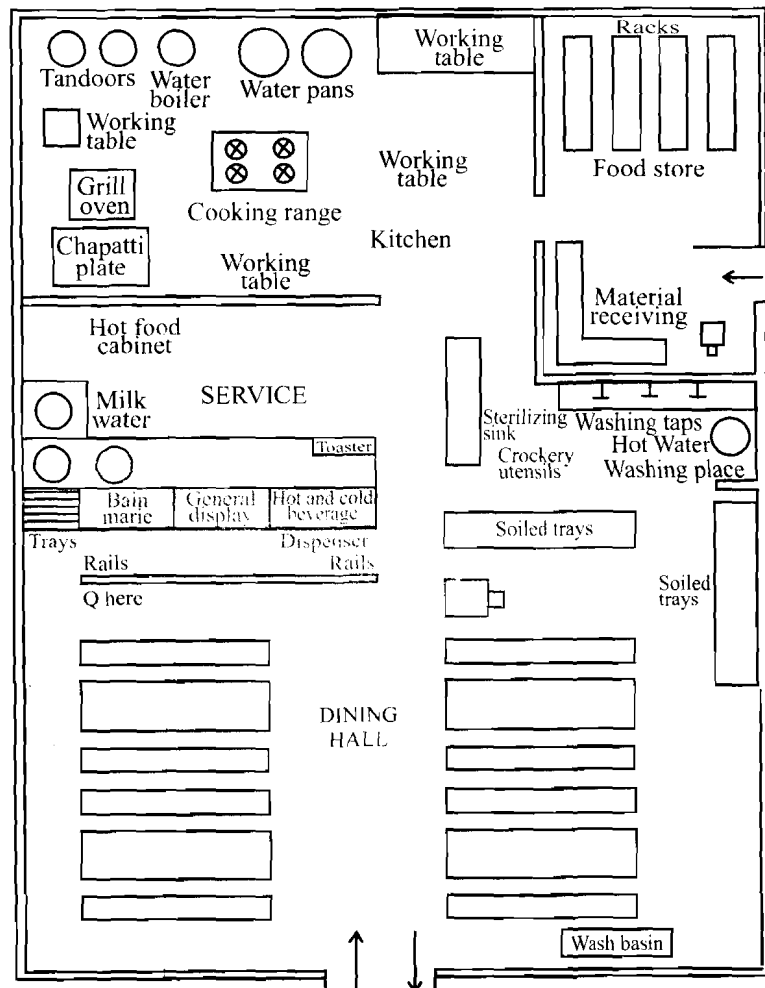 Working
table
Racks
Tandoors
Water
boiler
Water pans
Working
table
Working
table
Food store
Grill
oven
Cooking range
Kitchen
Chapatti
plate
Working
table
Material
receiving
Hot food
cabinet
SERVICE
Milk
water
Toaster
Sterilizing
sink
Crockery
utensils
Washing taps
Hot Water
Washing place
Bain
marie
General
display
Hot and cold
beverage
Trays
Dispenser
Soiled trays
Rails
Rails
Q here
Soiled
trays
DINING
HALL
Wash basin